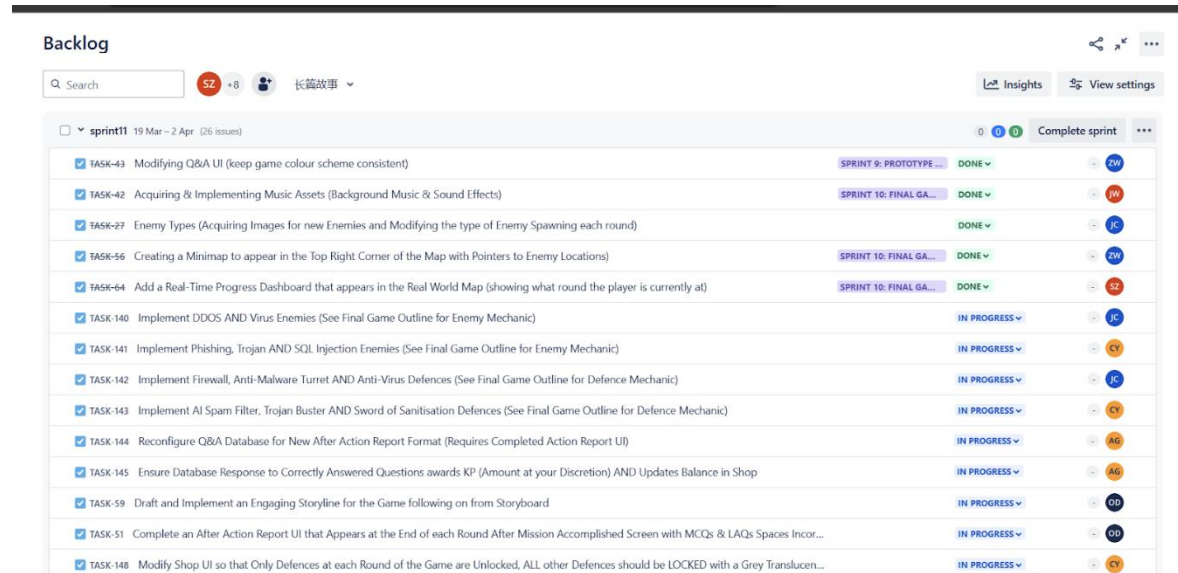 Backlog
Search
SZ +8 长篇故事
Insights View settings
sprint11 19 Mar – 2 Apr (26 issues) 0 0 0 Complete sprint
TASK-43 Modifying Q&A UI (keep game colour scheme consistent) SPRINT 9: PROTOTYPE ... DONE - ZW
TASK-42 Acquiring & Implementing Music Assets (Background Music & Sound Effects) SPRINT 10: FINAL GA... DONE - JW
TASK-27 Enemy Types (Acquiring Images for new Enemies and Modifying the type of Enemy Spawning each round) DONE - JC
TASK-56 Creating a Minimap to appear in the Top Right Corner of the Map with Pointers to Enemy Locations) SPRINT 10: FINAL GA... DONE - ZW
TASK-64 Add a Real-Time Progress Dashboard that appears in the Real World Map (showing what round the player is currently at) SPRINT 10: FINAL GA... DONE - SZ
TASK-140 Implement DDOS AND Virus Enemies (See Final Game Outline for Enemy Mechanic) IN PROGRESS - JC
TASK-141 Implement Phishing, Trojan AND SQL Injection Enemies (See Final Game Outline for Enemy Mechanic) IN PROGRESS - CY
TASK-142 Implement Firewall, Anti-Malware Turret AND Anti-Virus Defences (See Final Game Outline for Defence Mechanic) IN PROGRESS - JC
TASK-143 Implement AI Spam Filter, Trojan Buster AND Sword of Sanitisation Defences (See Final Game Outline for Defence Mechanic) IN PROGRESS - CY
TASK-144 Reconfigure Q&A Database for New After Action Report Format (Requires Completed Action Report UI) IN PROGRESS - AG
TASK-145 Ensure Database Response to Correctly Answered Questions awards KP (Amount at your Discretion) AND Updates Balance in Shop IN PROGRESS - AG
TASK-59 Draft and Implement an Engaging Storyline for the Game following on from Storyboard IN PROGRESS - OD
TASK-51 Complete an After Action Report UI that Appears at the End of each Round After Mission Accomplished Screen with MCQs & LAQs Spaces Incor... IN PROGRESS - OD
TASK-148 Modify Shop UI so that Only Defences at each Round of the Game are Unlocked, ALL other Defences should be LOCKED with a Grey Translucen... IN PROGRESS - CY